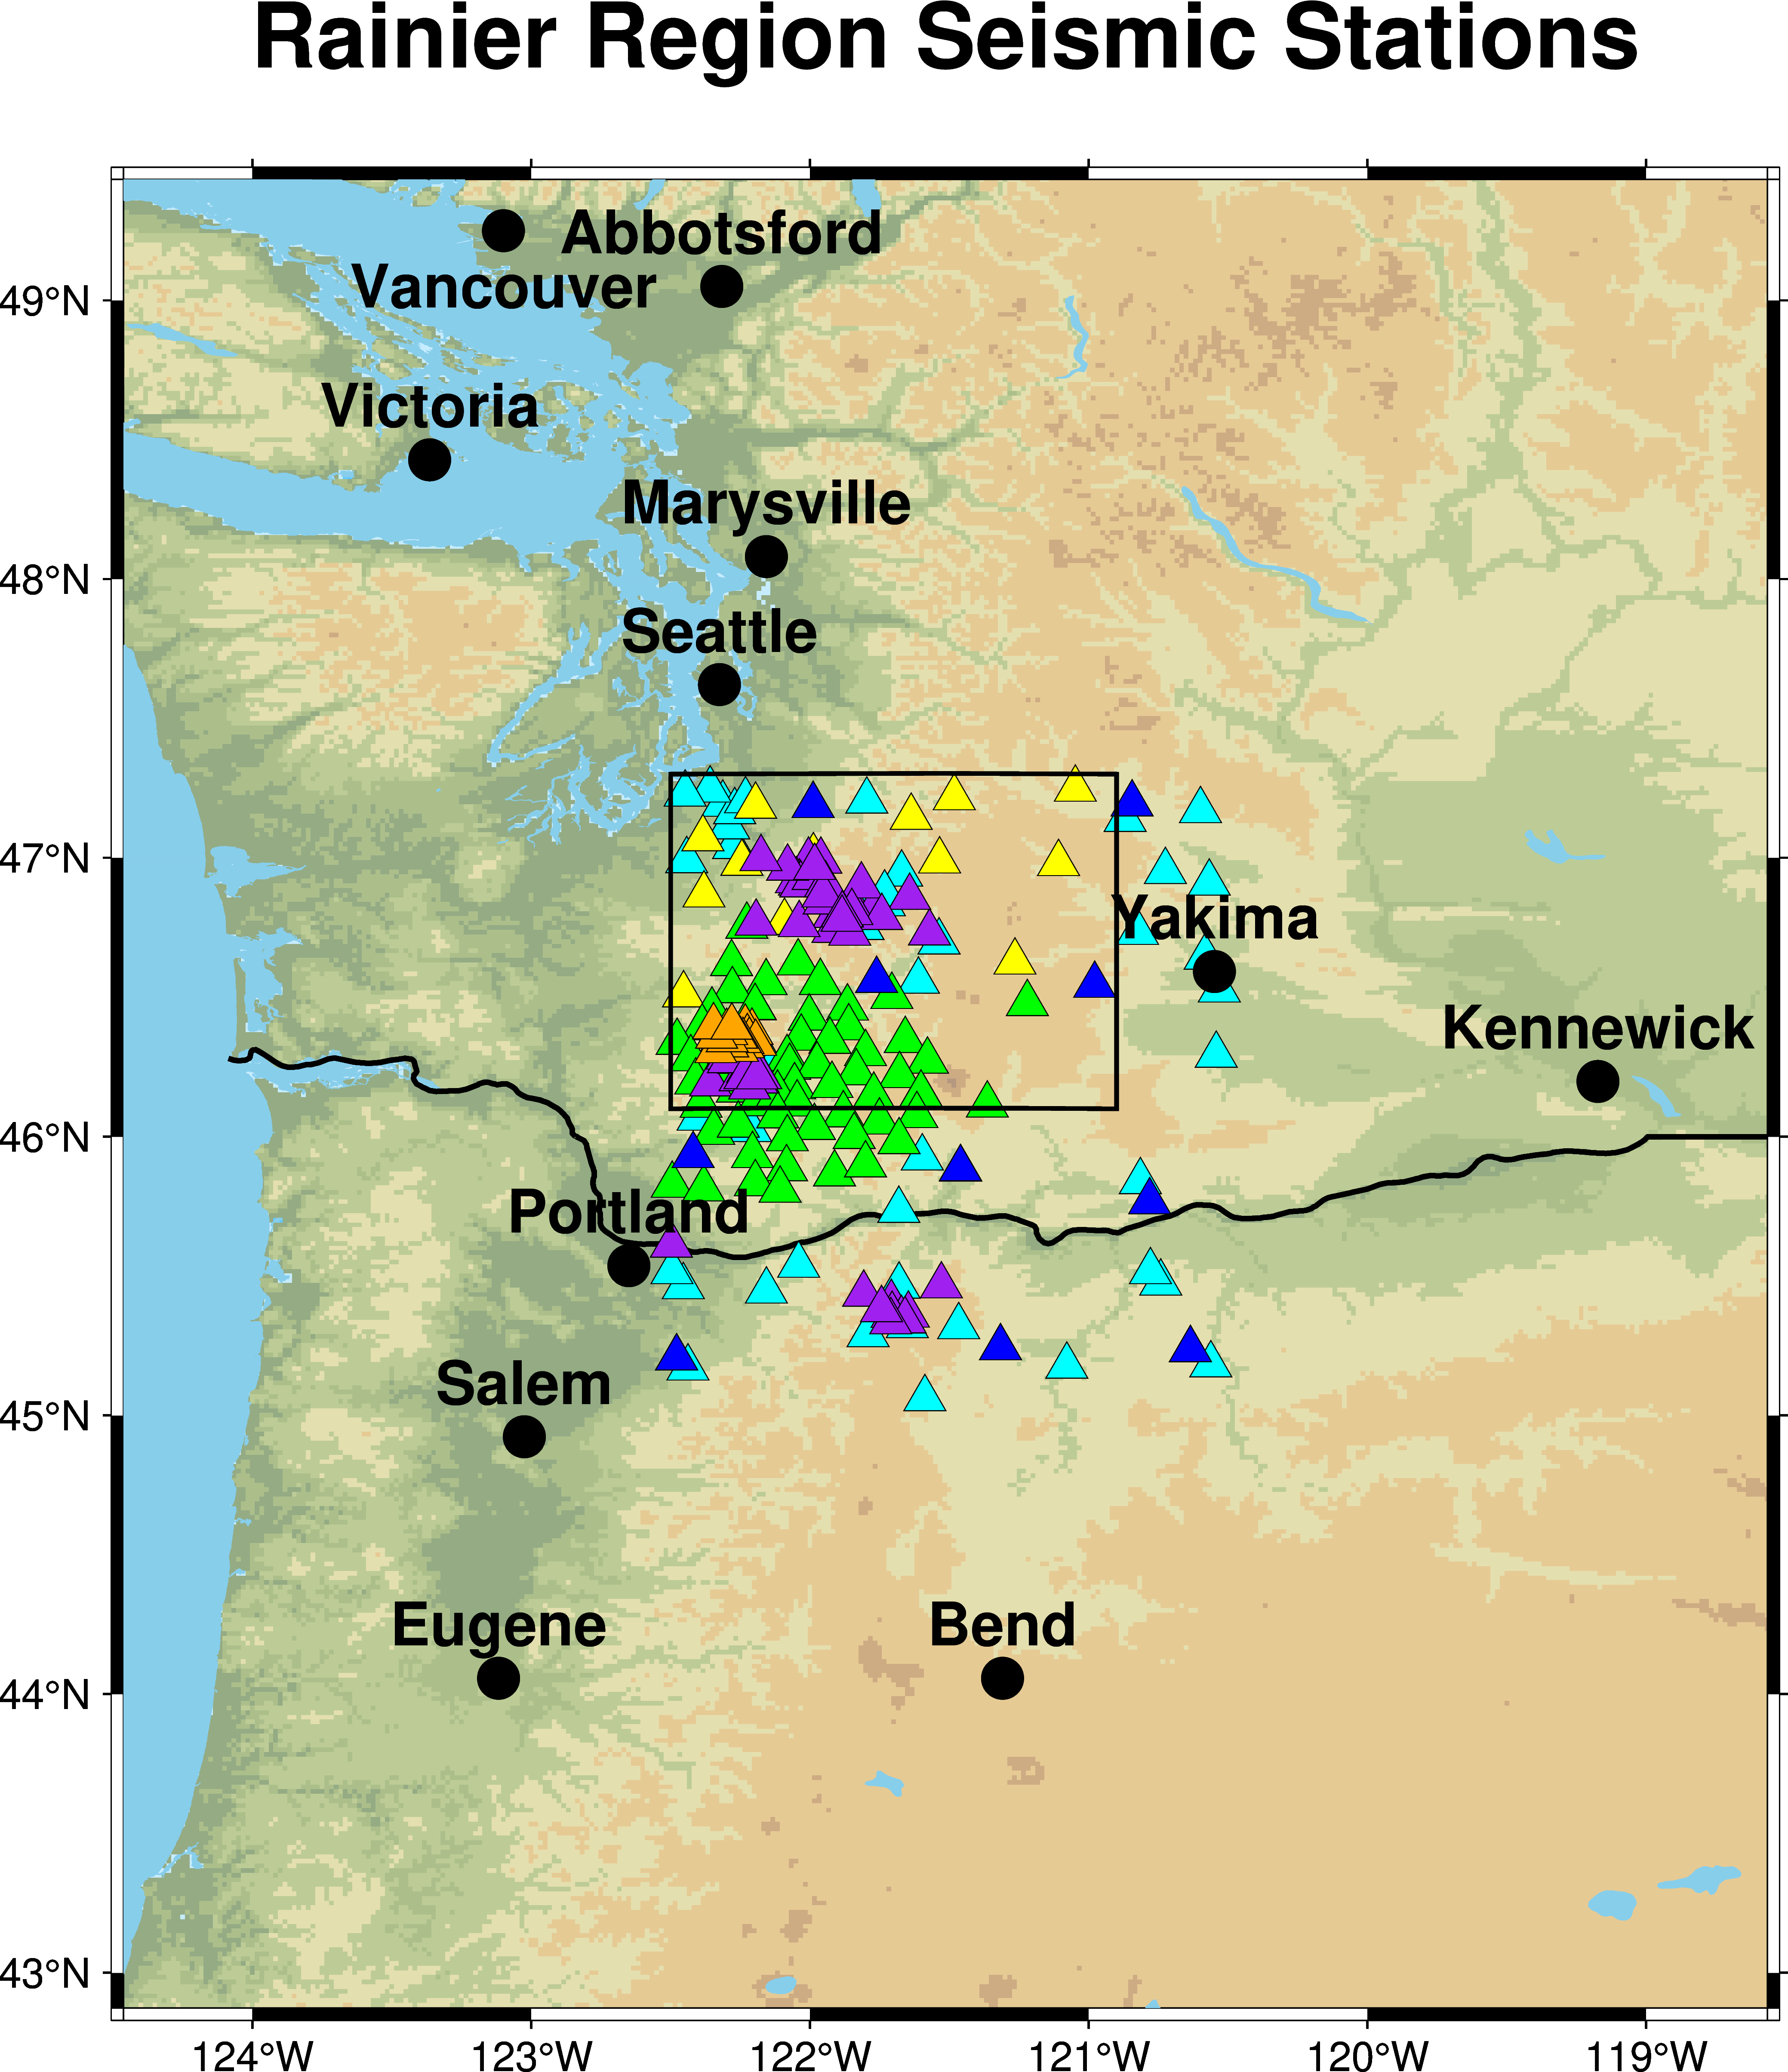 Rainier Region Seismic Stations
Abbotsford
Vancouver
49°N
Victoria
Marysville
48°N
Seattle
47°N
Yakima
Kennewick
46°N
Portland
Salem
45°N
Eugene
Bend
44°N
43°N
124°W 123°W 122°W 121°W 120°W 119°W